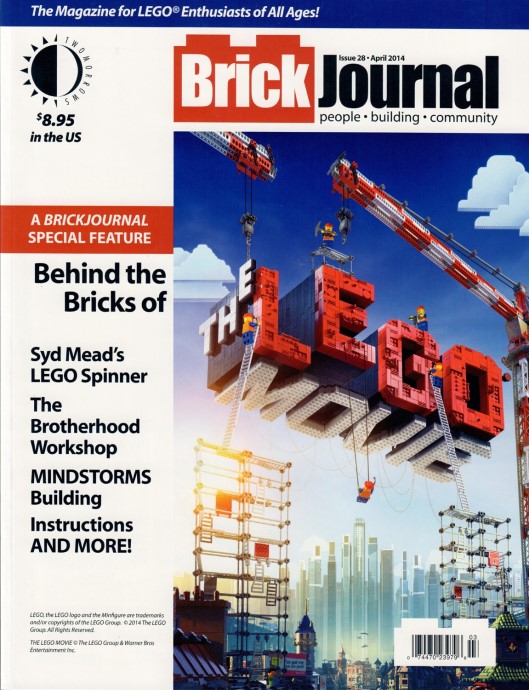 The Magazine for LEGO® Enthusiasts of All Ages!
TWOMORROWS
$8.95
in the US
Issue 28 • April 2014
BrickJournal
people • building • community
A BRICKJOURNAL
SPECIAL FEATURE
Behind the
Bricks of
THE
LEGO
MOVIE
Syd Mead's
LEGO Spinner
The
Brotherhood
Workshop
MINDSTORMS
Building
Instructions
AND MORE!
LEGO, the LEGO logo and the Minifigure are trademarks
and/or copyrights of the LEGO Group. © 2014 The LEGO
Group. All Rights Reserved.
THE LEGO MOVIE © The LEGO Group & Warner Bros
Entertainment Inc.
03
0 74470 23979 8